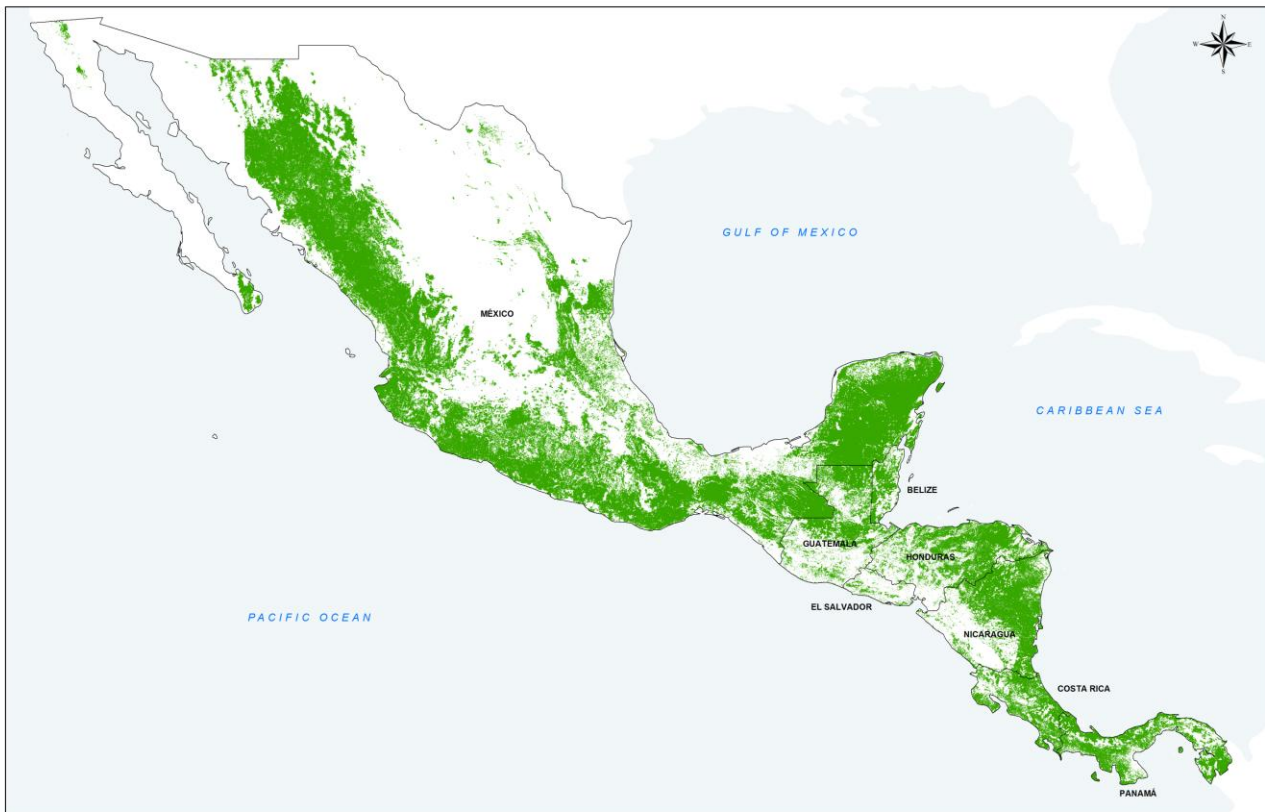 N
W E
S
GULF OF MEXICO
MÉXICO
CARIBBEAN SEA
BELIZE
GUATEMALA
HONDURAS
EL SALVADOR
PACIFIC OCEAN
NICARAGUA
COSTA RICA
PANAMÁ